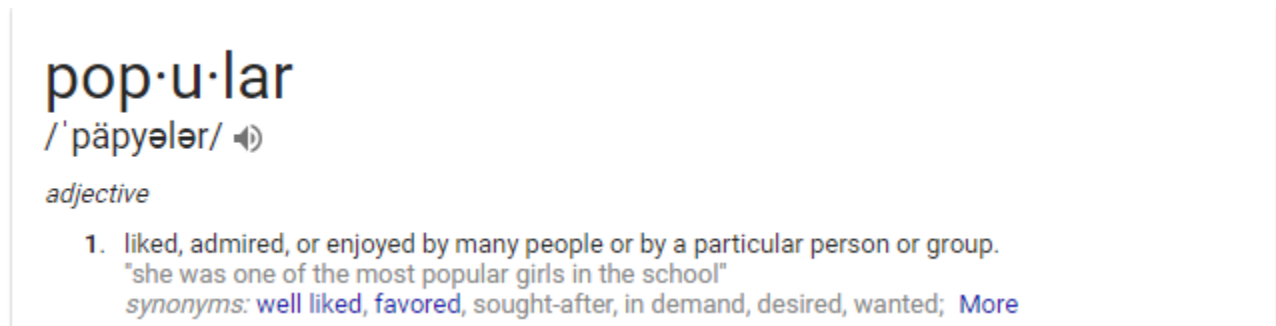 pop·u·lar
/ˈpäpyələr/
adjective
1. liked, admired, or enjoyed by many people or by a particular person or group.
"she was one of the most popular girls in the school"
synonyms: well liked, favored, sought-after, in demand, desired, wanted; More